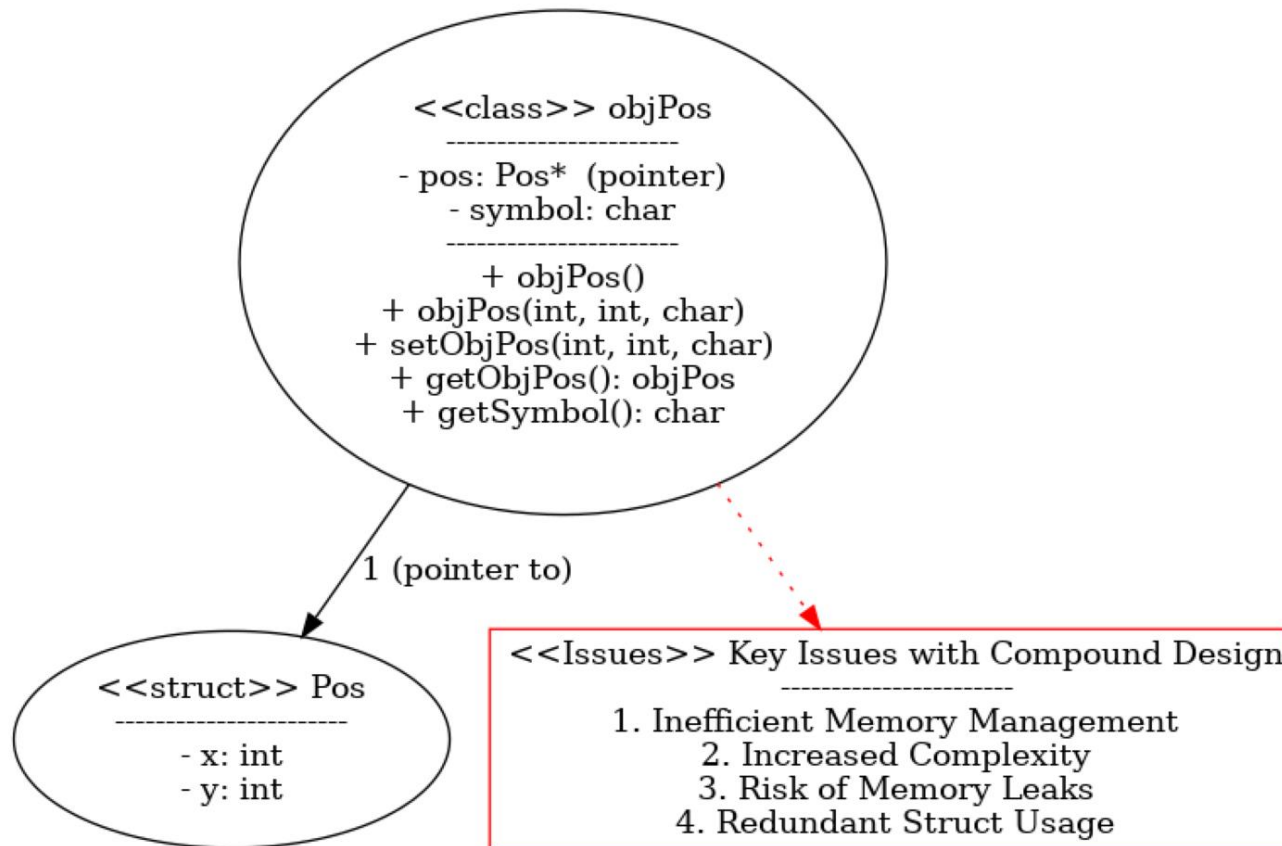 <<class>> objPos
-----------------------
- pos: Pos*  (pointer)
- symbol: char
-----------------------
+ objPos()
+ objPos(int, int, char)
+ setObjPos(int, int, char)
+ getObjPos(): objPos
+ getSymbol(): char
1 (pointer to)
<<struct>> Pos
-----------------------
- x: int
- y: int
<<Issues>> Key Issues with Compound Design
-----------------------
1. Inefficient Memory Management
2. Increased Complexity
3. Risk of Memory Leaks
4. Redundant Struct Usage